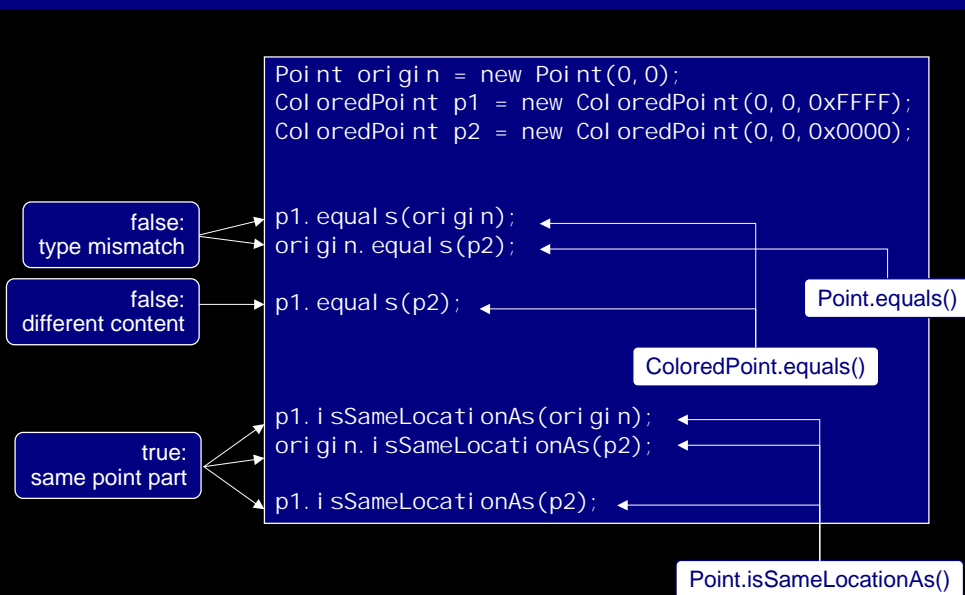 Point origin = new Point(0,0);
ColoredPoint p1 = new ColoredPoint(0,0,0xFFFF);
ColoredPoint p2 = new ColoredPoint(0,0,0x0000);
false:
type mismatch
p1.equals(origin);
origin.equals(p2);
false:
different content
p1.equals(p2);
Point.equals()
ColoredPoint.equals()
true:
same point part
p1.isSameLocationAs(origin);
origin.isSameLocationAs(p2);
p1.isSameLocationAs(p2);
Point.isSameLocationAs()